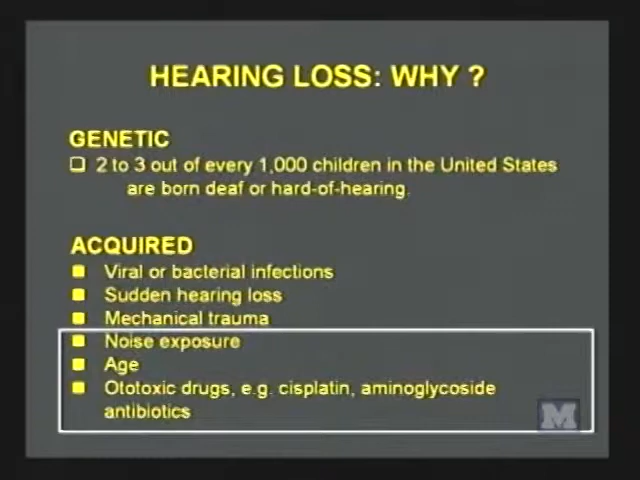 HEARING LOSS: WHY ?
GENETIC
2 to 3 out of every 1,000 children in the United States
are born deaf or hard-of-hearing.
ACQUIRED
Viral or bacterial infections
Sudden hearing loss
Mechanical trauma
Noise exposure
Age
Ototoxic drugs, e.g. cisplatin, aminoglycoside
antibiotics
M